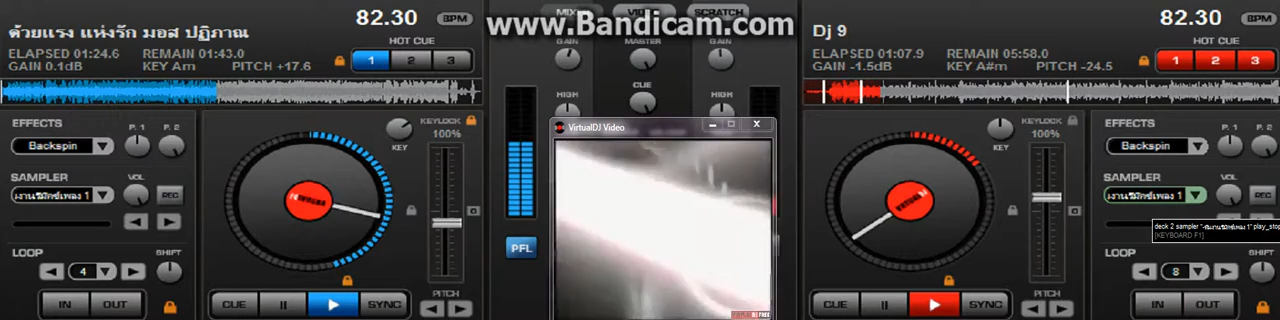 MIXER VIDEO SCRATCH
www.Bandicam.com
82.30 BPM
ด้วยแรง แห่งรัก มอส ปฏิภาณ
HOT CUE
ELAPSED 01:24.6 REMAIN 01:43.0
GAIN 0.1dB KEY Am PITCH +17.6
1 2 3
GAIN MASTER GAIN
CUE
HIGH HIGH
82.30 BPM
Dj 9
HOT CUE
ELAPSED 01:07.9 REMAIN 05:58.0
GAIN -1.5dB KEY A#m PITCH -24.5
1 2 3
EFFECTS P. 1 P. 2
Backspin
KEY
KEYLOCK
100%
SAMPLER VOL
REC
LOOP SHIFT
4
IN OUT
CUE SYNC
PITCH
VirtualDJ Video
PFL
KEY
KEYLOCK
100%
EFFECTS P. 1 P. 2
Backspin
SAMPLER VOL
REC
deck 2 sampler
[KEYBOARD F1]
LOOP SHIFT
8
CUE SYNC
PITCH
IN OUT